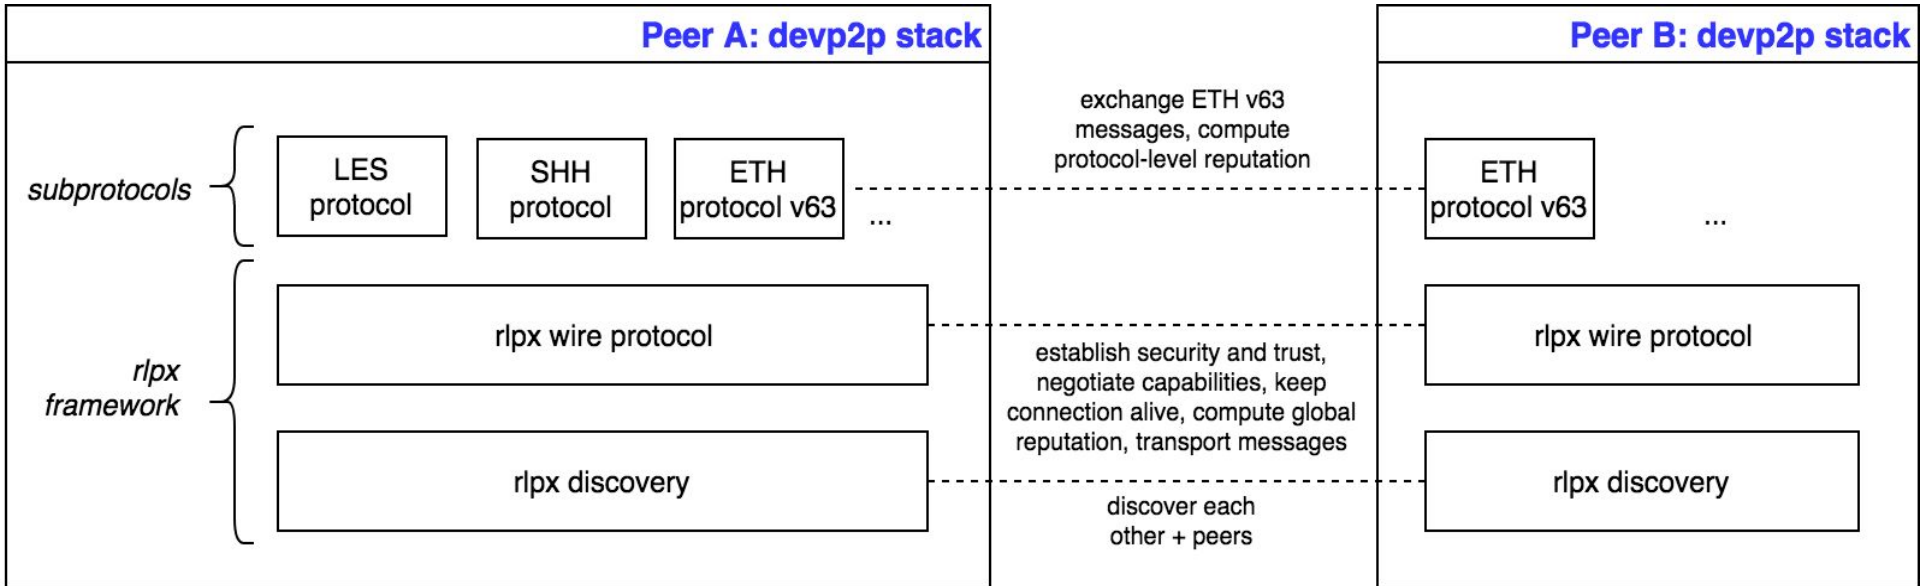 Peer A: devp2p stack
Peer B: devp2p stack
exchange ETH v63
messages, compute
protocol-level reputation
subprotocols
LES
protocol
SHH
protocol
ETH
protocol v63
...
ETH
protocol v63
...
rlpx
framework
rlpx wire protocol
rlpx wire protocol
establish security and trust,
negotiate capabilities, keep
connection alive, compute global
reputation, transport messages
rlpx discovery
rlpx discovery
discover each
other + peers